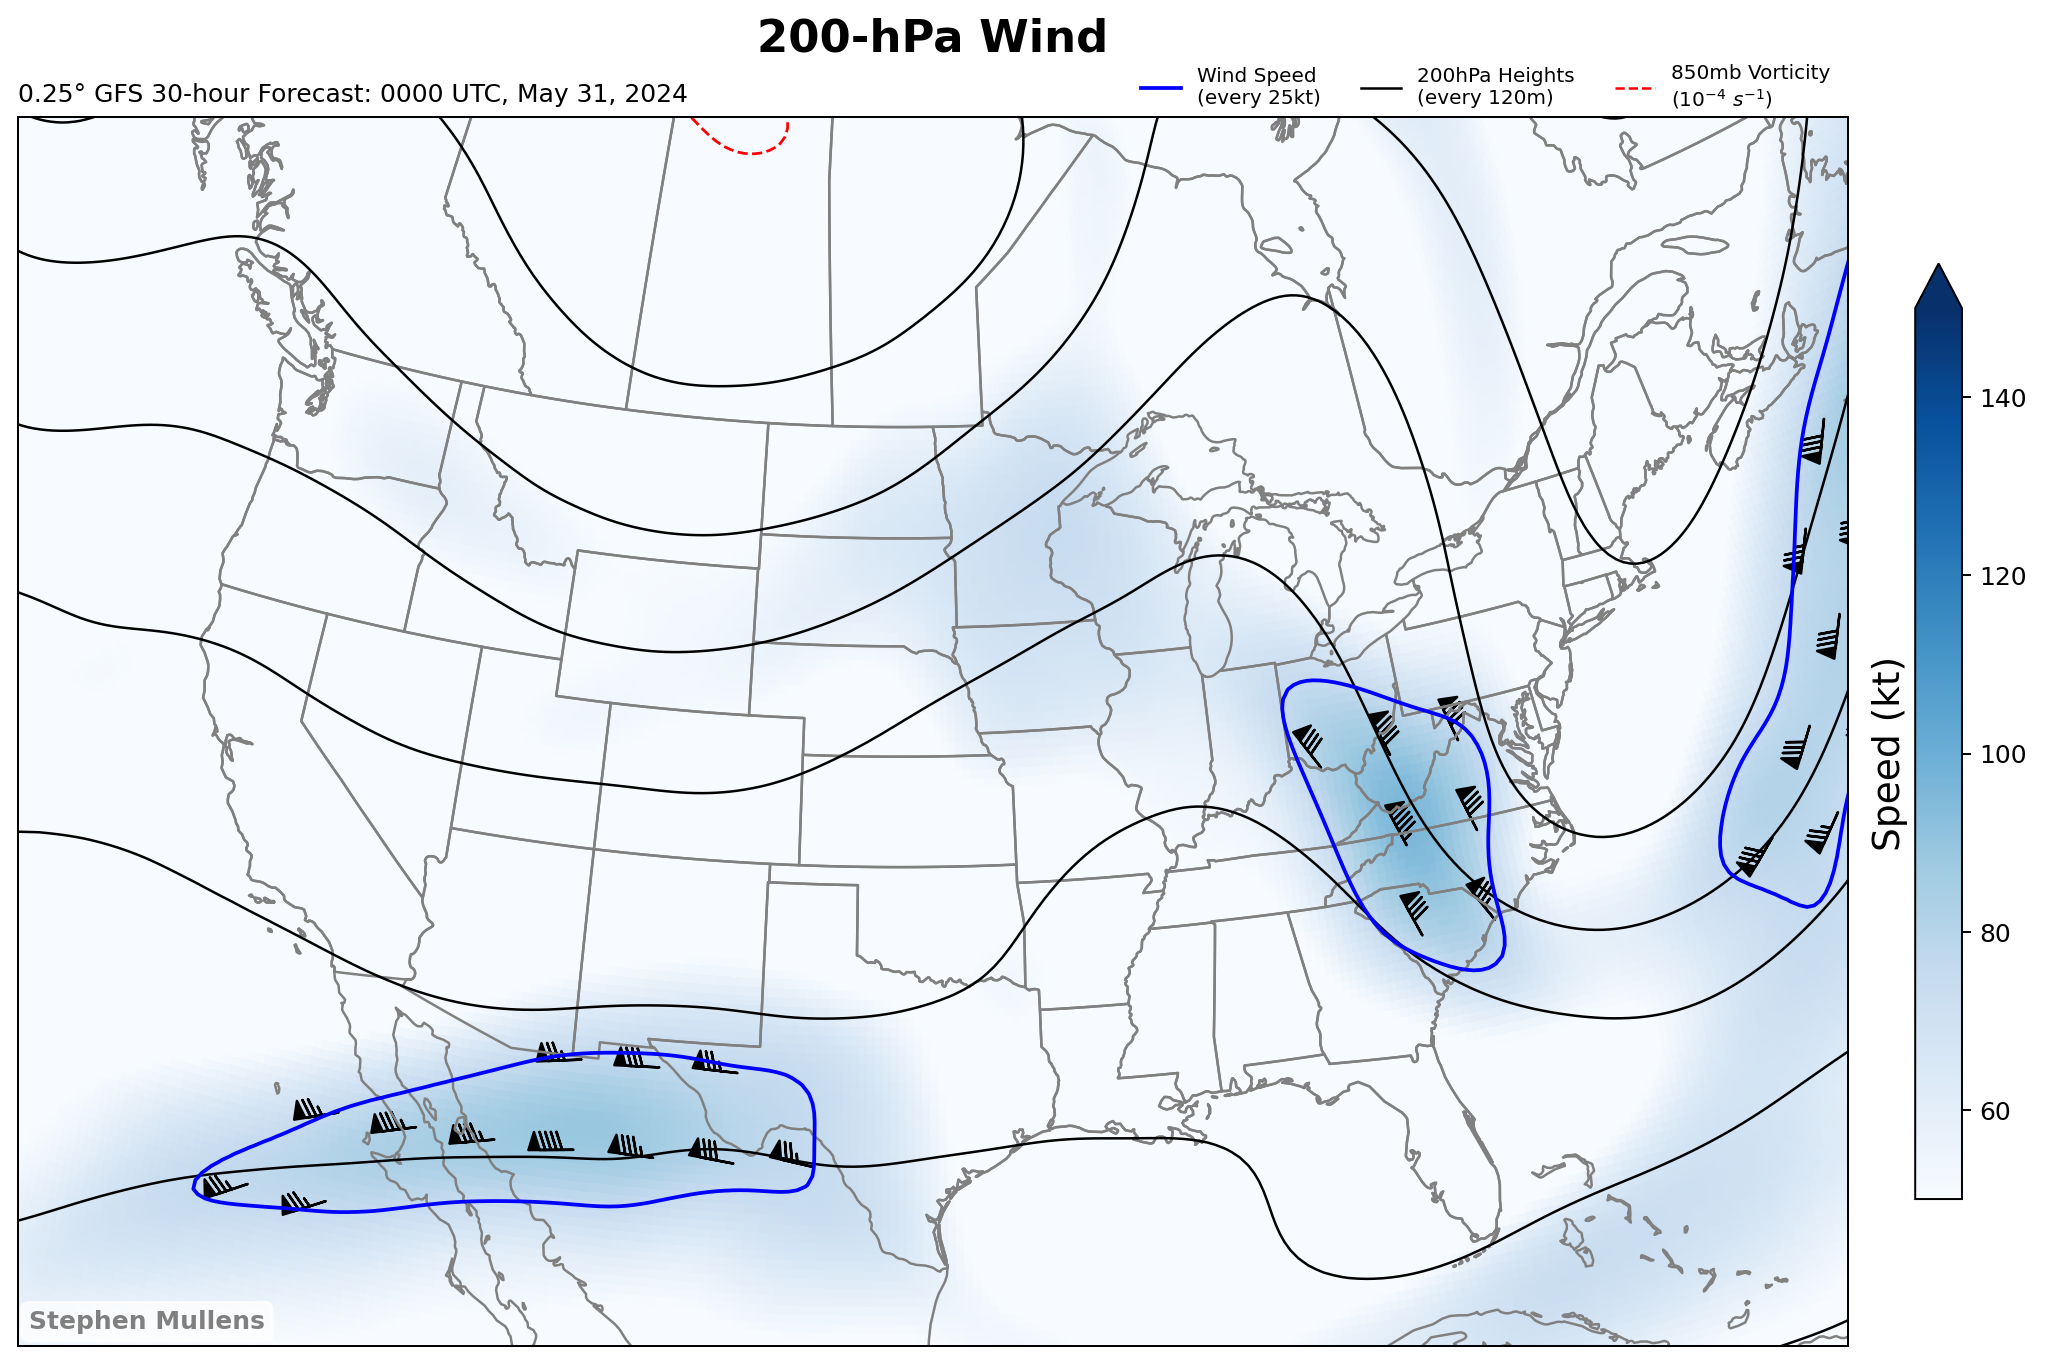 200-hPa Wind
0.25° GFS 30-hour Forecast: 0000 UTC, May 31, 2024
Wind Speed
(every 25kt)
200hPa Heights
(every 120m)
850mb Vorticity
(10⁻⁴ s⁻¹)
140
120
100
80
60
Speed (kt)
Stephen Mullens